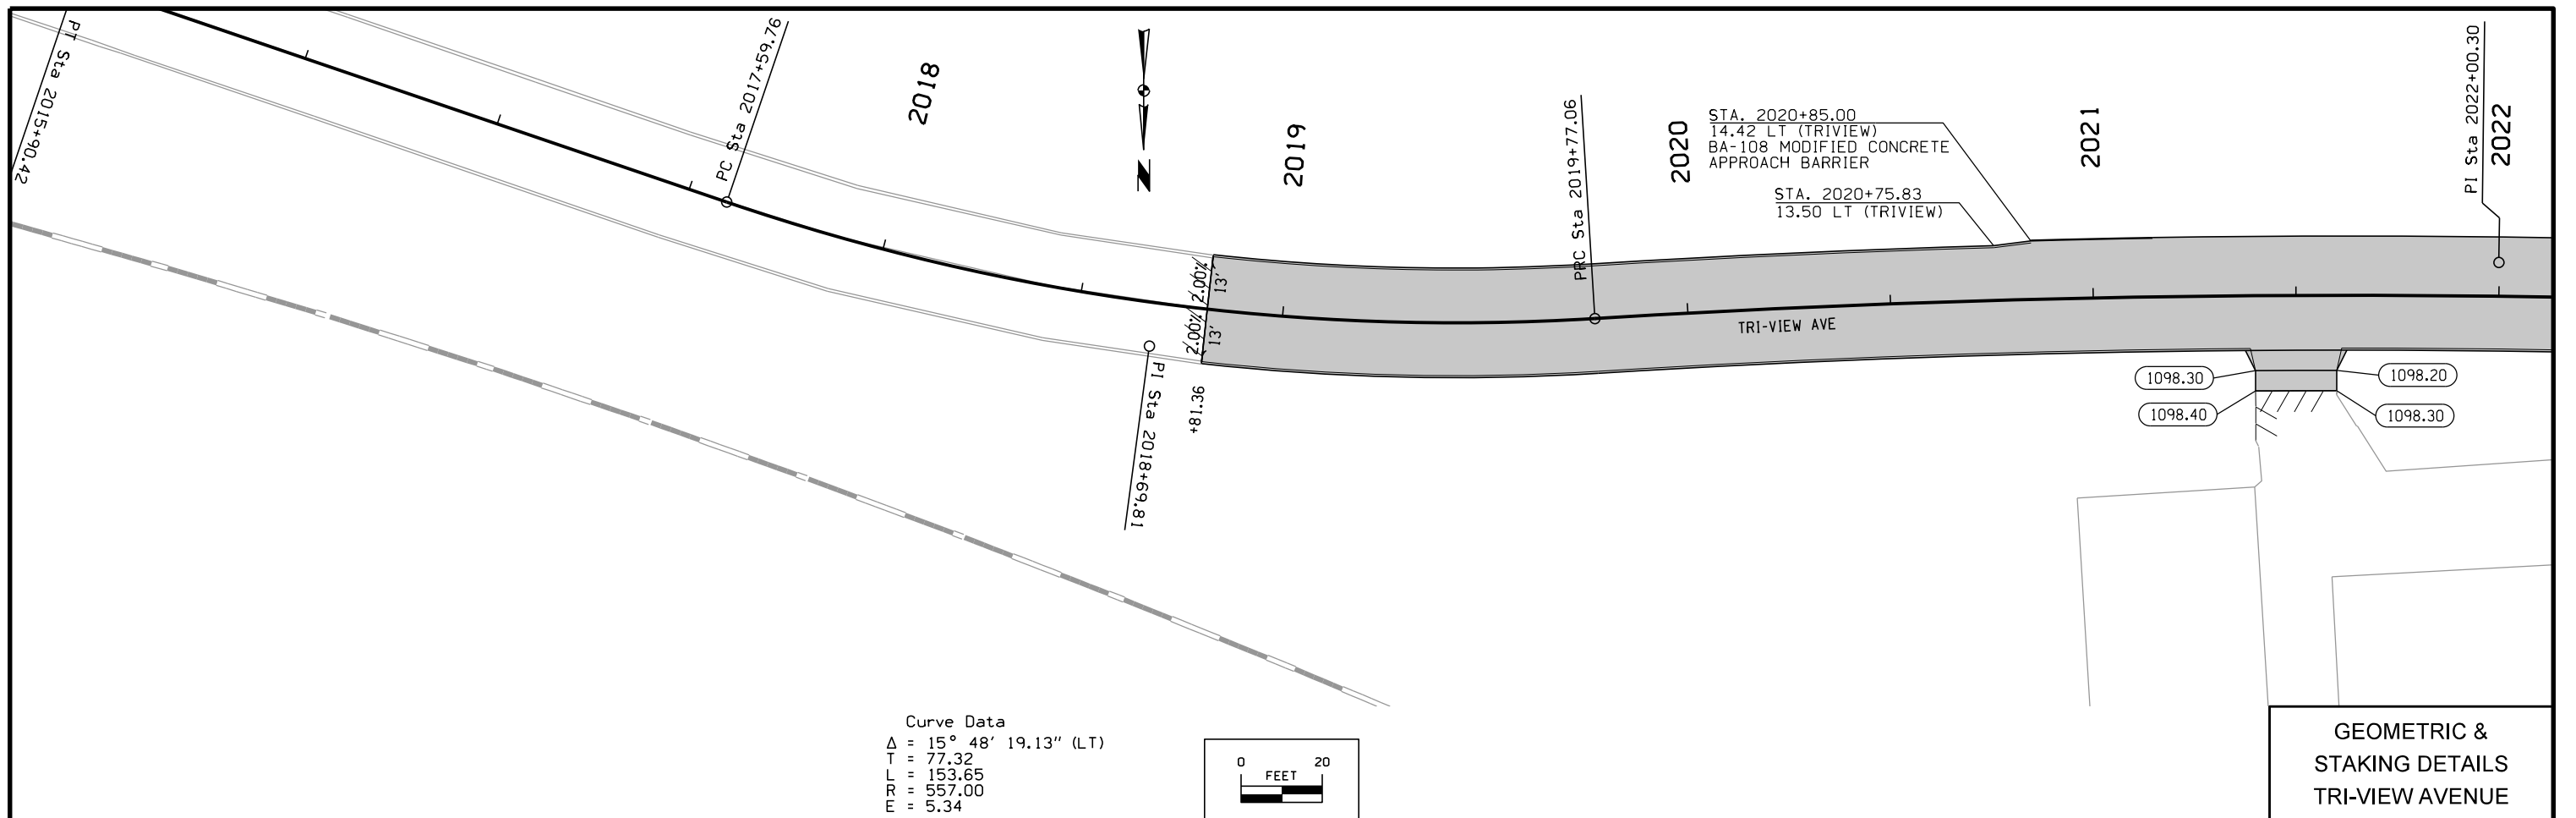 PT Sta 2015+90.42
PC Sta 2017+59.76
2018
2019
PRC Sta 2019+77.06
2020
STA. 2020+85.00
14.42 LT (TRIVIEW)
BA-108 MODIFIED CONCRETE
APPROACH BARRIER
STA. 2020+75.83
13.50 LT (TRIVIEW)
2021
PI Sta 2022+00.30
2022
N
2.00%
13'
2.00%
13'
TRI-VIEW AVE
PI Sta 2018+69.81
+81.36
1098.30
1098.20
1098.40
1098.30
Curve Data
Δ = 15° 48' 19.13" (LT)
T = 77.32
L = 153.65
R = 557.00
E = 5.34
0 20
FEET
GEOMETRIC &
STAKING DETAILS
TRI-VIEW AVENUE